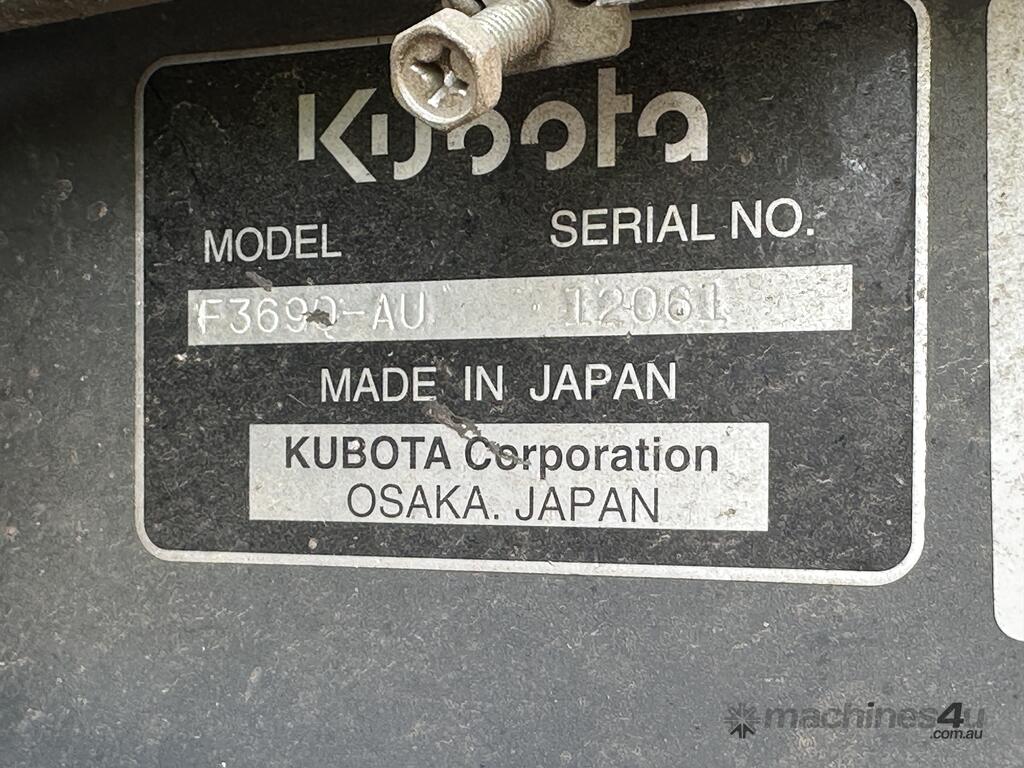 Kubota
MODEL SERIAL NO.
F3690-AU 12061
MADE IN JAPAN
KUBOTA Corporation
OSAKA. JAPAN
machines4u
.com.au